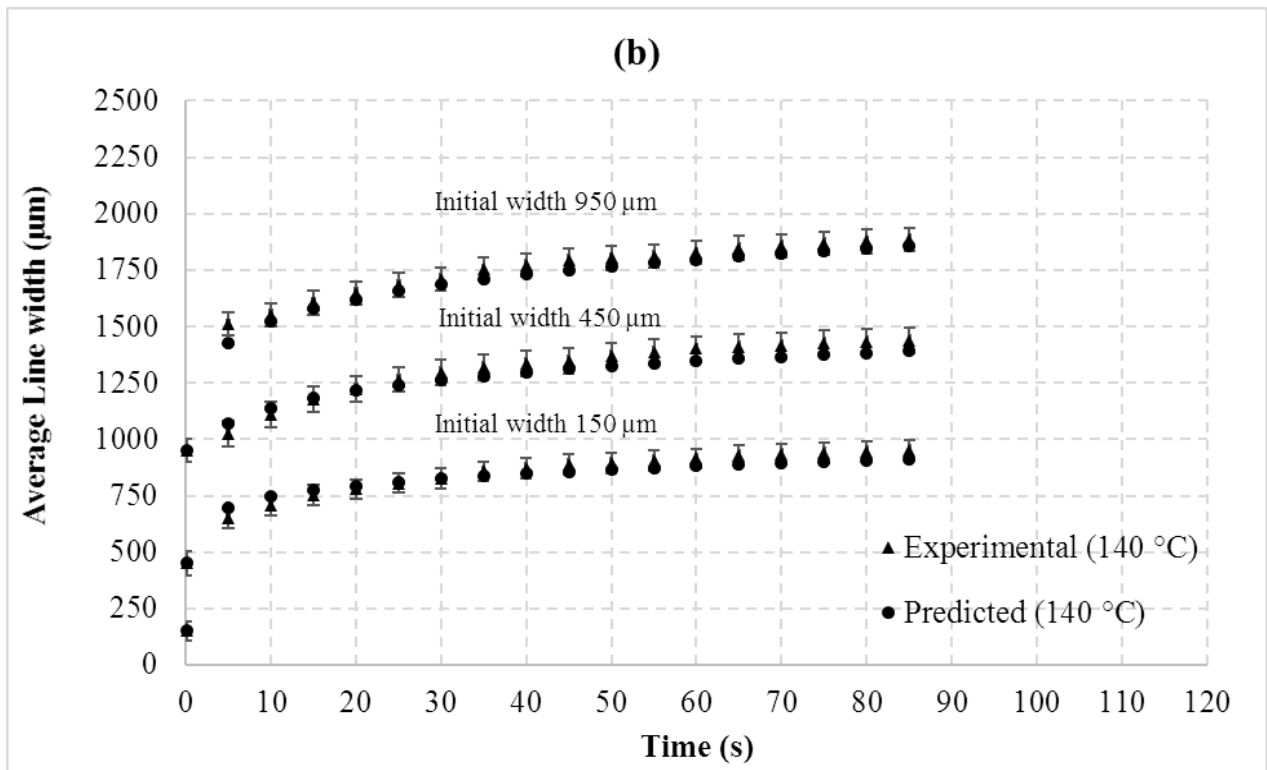 (b)
Average Line width (µm)
2500
2250
2000
1750
1500
1250
1000
750
500
250
0
Initial width 950 µm
Initial width 450 µm
Initial width 150 µm
Experimental (140 °C)
Predicted (140 °C)
0 10 20 30 40 50 60 70 80 90 100 110 120
Time (s)